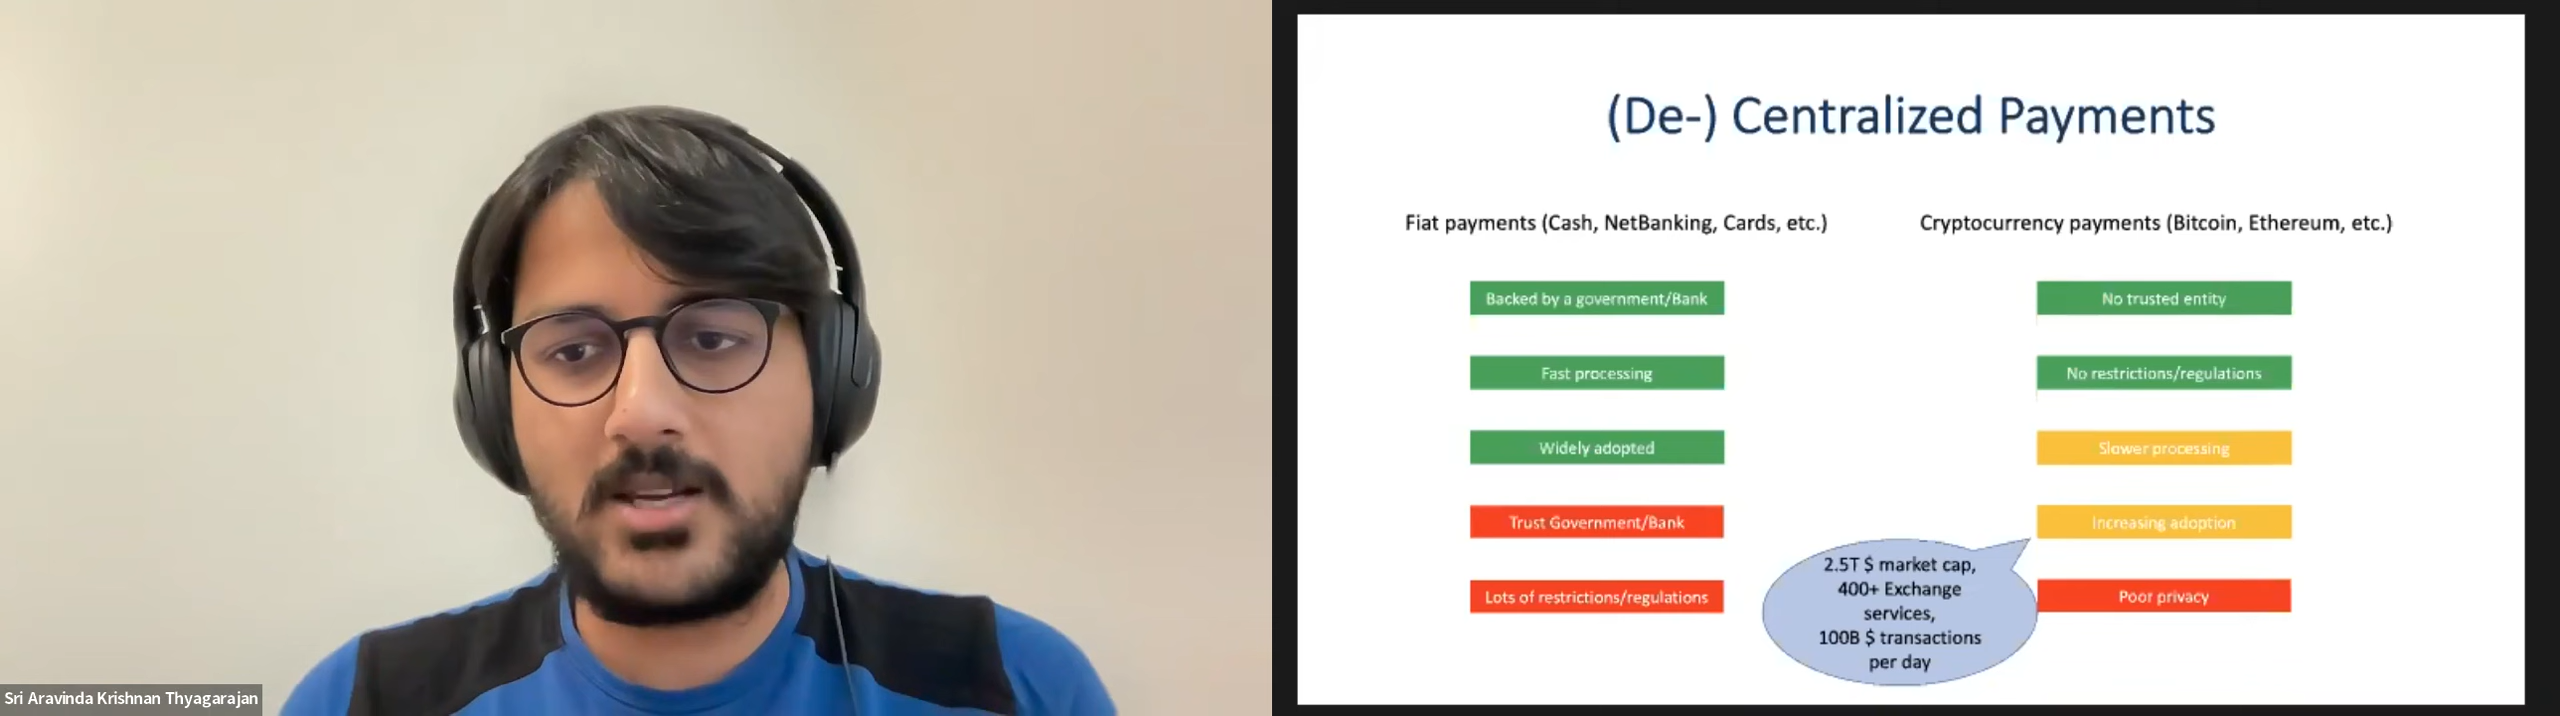 Sri Aravinda Krishnan Thyagarajan
(De-) Centralized Payments
Fiat payments (Cash, NetBanking, Cards, etc.)
Backed by a government/Bank
Fast processing
Widely adopted
Trust Government/Bank
Lots of restrictions/regulations
Cryptocurrency payments (Bitcoin, Ethereum, etc.)
No trusted entity
No restrictions/regulations
Slower processing
Increasing adoption
Poor privacy
2.5T $ market cap,
400+ Exchange
services,
100B $ transactions
per day